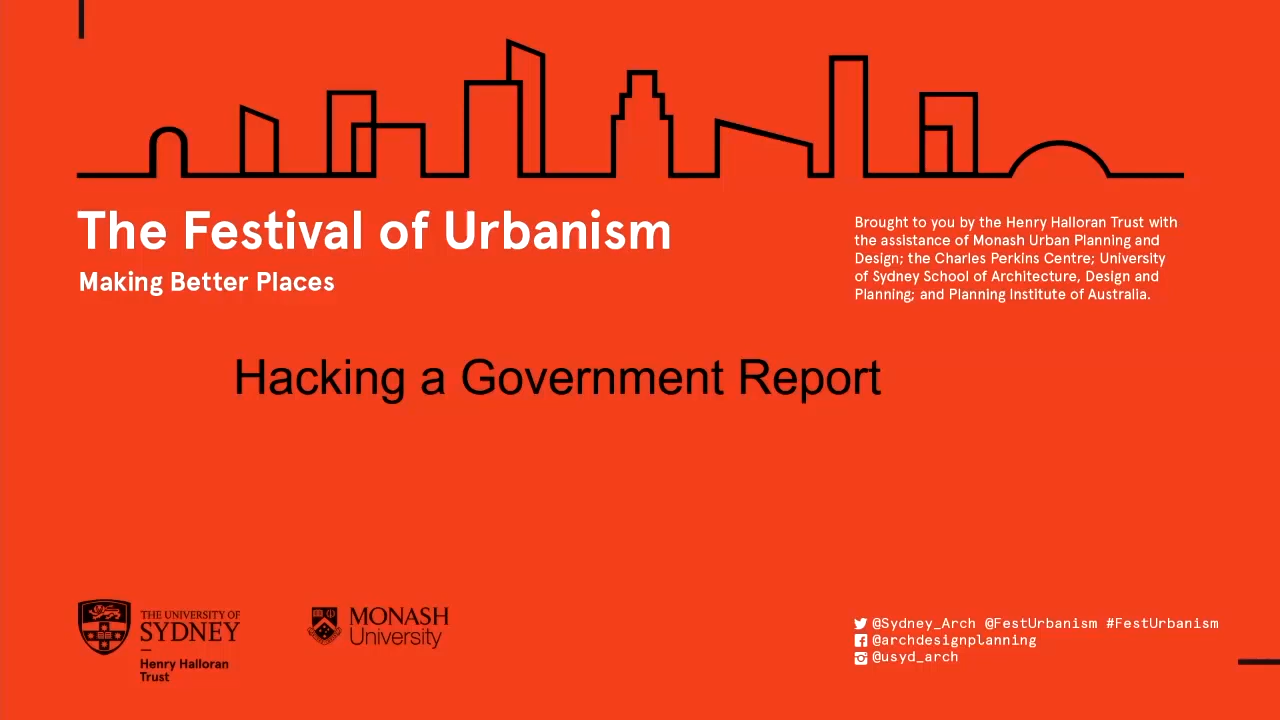 The Festival of Urbanism
Making Better Places
Brought to you by the Henry Halloran Trust with
the assistance of Monash Urban Planning and
Design; the Charles Perkins Centre; University
of Sydney School of Architecture, Design and
Planning; and Planning Institute of Australia.
Hacking a Government Report
THE UNIVERSITY OF
SYDNEY
Henry Halloran
Trust
MONASH
University
@Sydney_Arch @FestUrbanism #FestUrbanism
@archdesignplanning
@usyd_arch